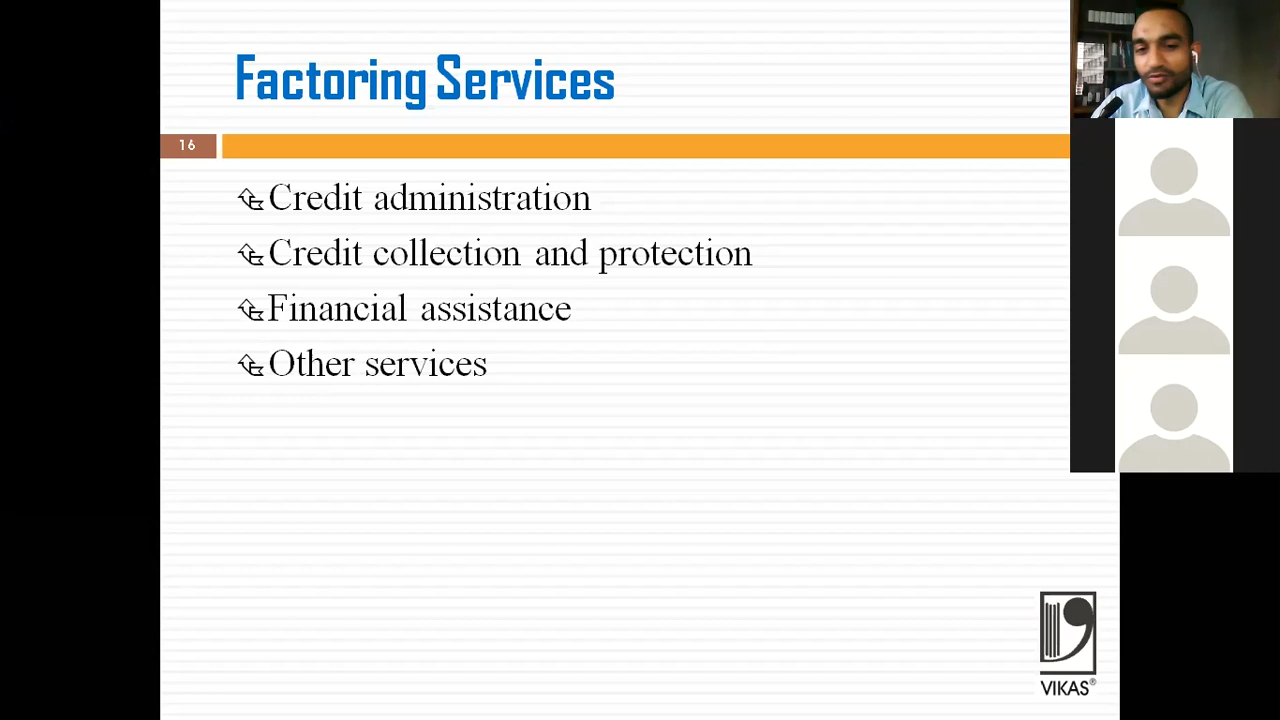 Factoring Services
16
Credit administration
Credit collection and protection
Financial assistance
Other services
VIKAS®